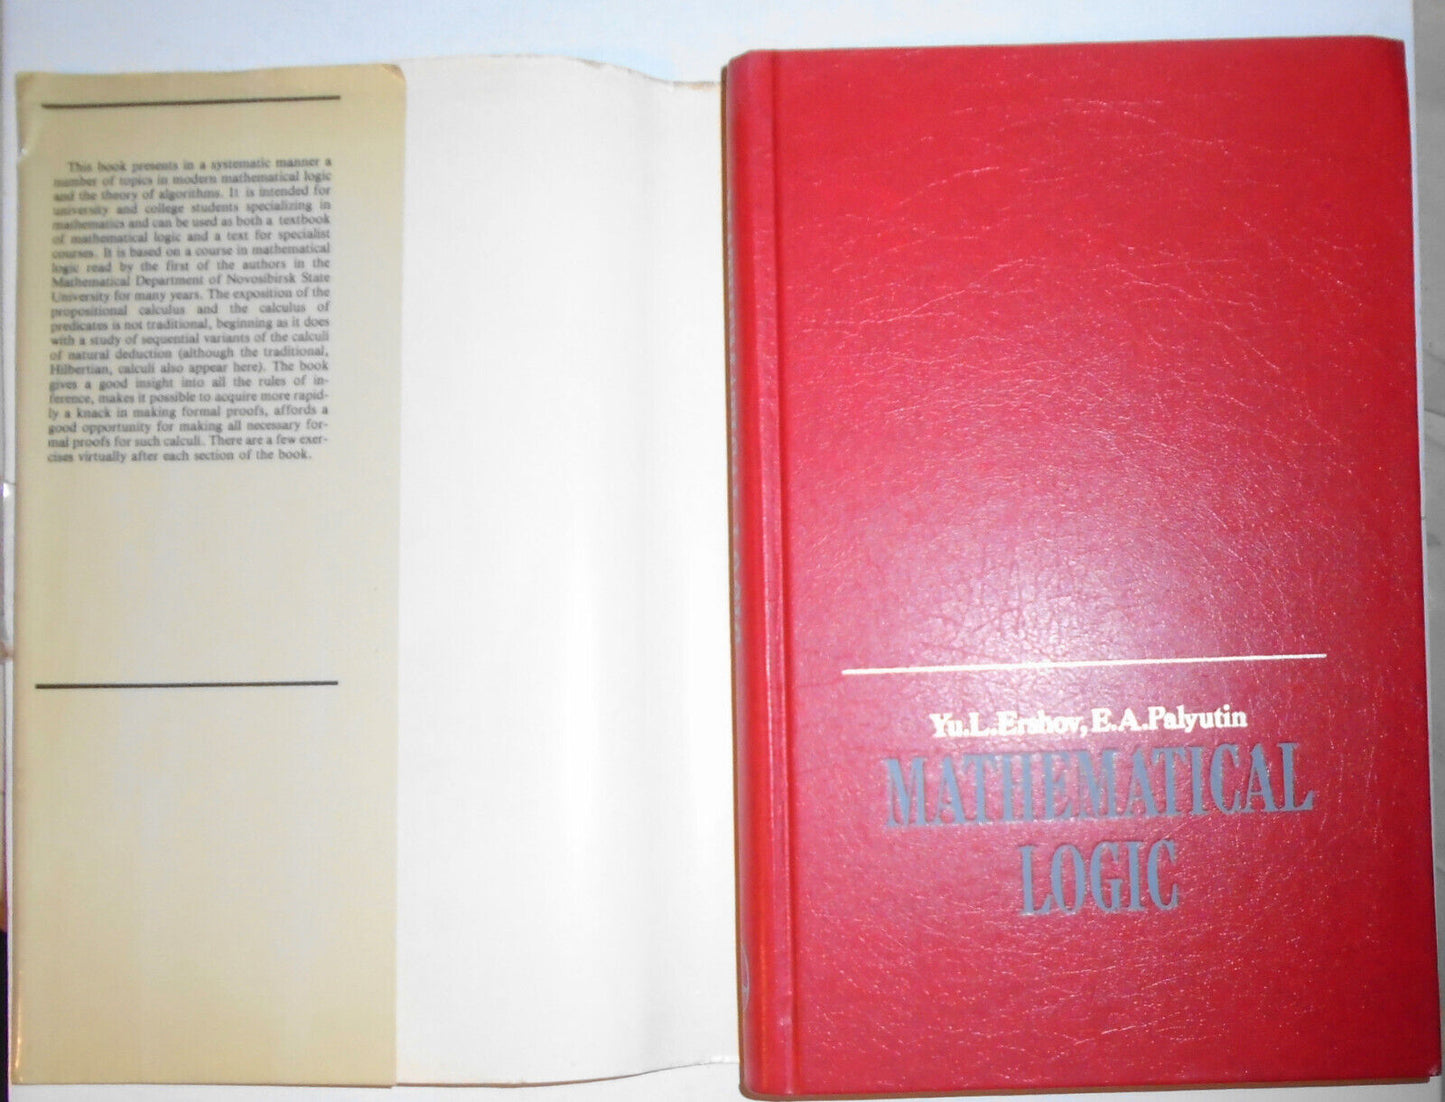 This book presents in a systematic manner a
number of topics in modern mathematical logic
and the theory of algorithms. It is intended for
university and college students specializing in
mathematics and can be used as both a textbook
of mathematical logic and a text for specialist
courses. It is based on a course in mathematical
logic read by the first of the authors in the
Mathematical Department of Novosibirsk State
University for many years. The exposition of the
propositional calculus and the calculus of
predicates is not traditional, beginning as it does
with a study of sequential variants of the calculi
of natural deduction (although the traditional,
Hilbertian, calculi also appear here). The book
gives a good insight into all the rules of in-
ference, makes it possible to acquire more rapid-
ly a knack in making formal proofs, affords a
good opportunity for making all necessary for-
mal proofs for such calculi. There are a few exer-
cises virtually after each section of the book.
Yu.L.Ershov, E.A.Palyutin
MATHEMATICAL
LOGIC